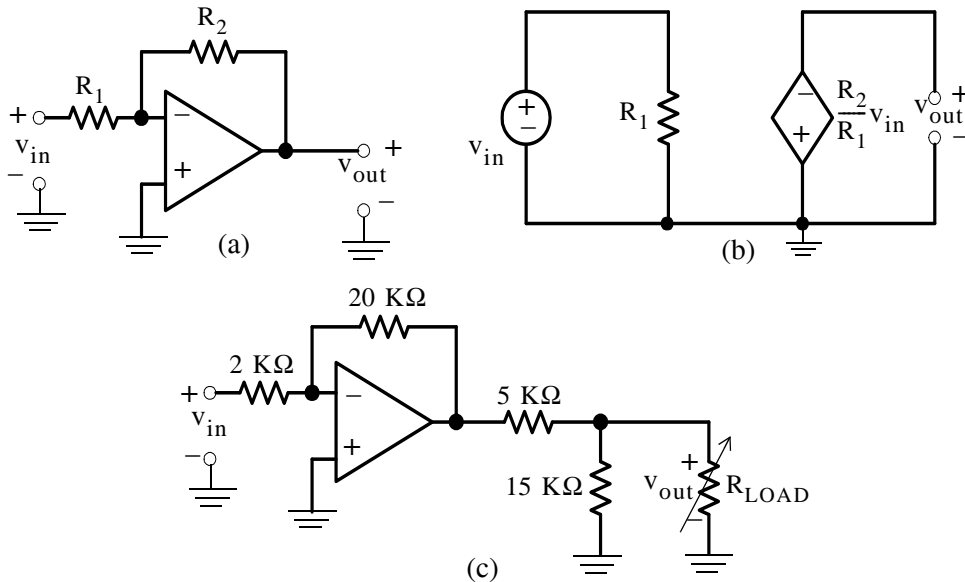 R2
R1
+
−
+
vin
−
+
vout
−
(a)
+
−
vin
R1
−
+
R2
R1
vin
+
vout
−
(b)
20 KΩ
2 KΩ
+
vin
−
−
+
5 KΩ
15 KΩ
+
vout
−
RLOAD
(c)